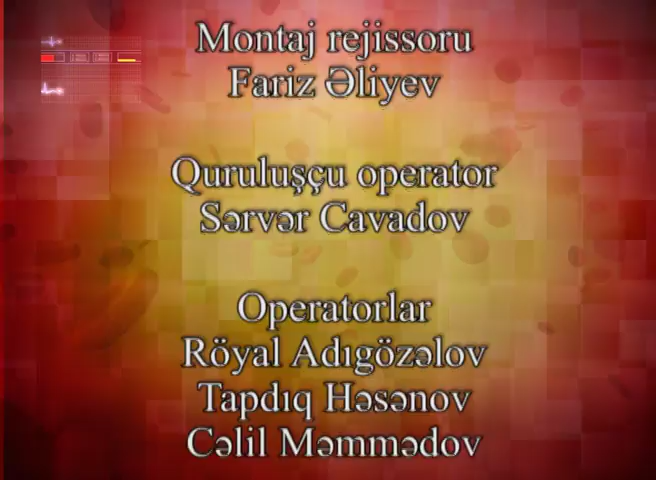 Montaj rejissoru
Fariz Əliyev
Quruluşçu operator
Sərvər Cavadov
Operatorlar
Röyal Adıgözəlov
Tapdıq Həsənov
Cəlil Məmmədov